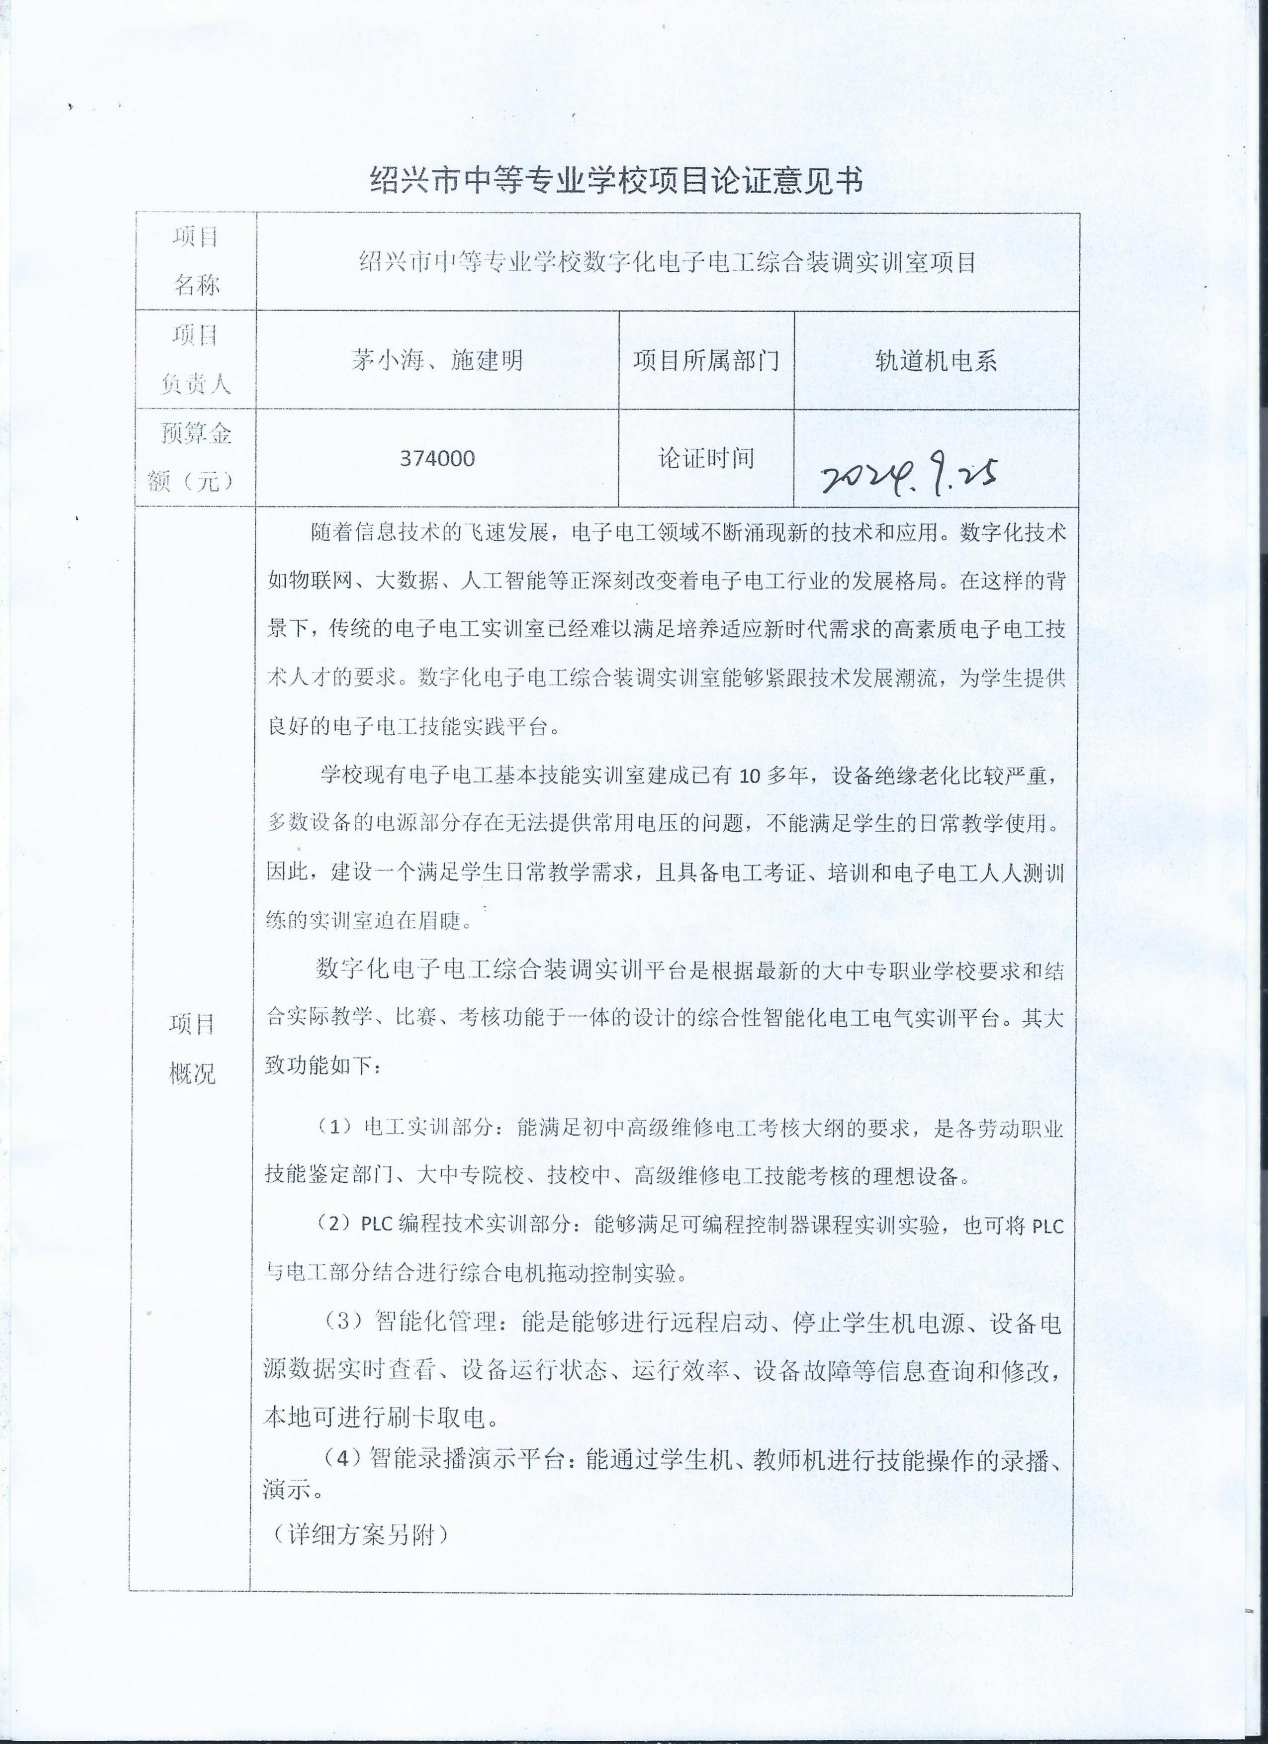 绍兴市中等专业学校项目论证意见书
项目
名称
绍兴市中等专业学校数字化电子电工综合装调实训室项目
项目
负责人
茅小海、施建明
项目所属部门
轨道机电系
预算金
额（元）
374000
论证时间
2024.9.25
项目
概况
随着信息技术的飞速发展，电子电工领域不断涌现新的技术和应用。数字化技术
如物联网、大数据、人工智能等正深刻改变着电子电工行业的发展格局。在这样的背
景下，传统的电子电工实训室已经难以满足培养适应新时代需求的高素质电子电工技
术人才的要求。数字化电子电工综合装调实训室能够紧跟技术发展潮流，为学生提供
良好的电子电工技能实践平台。
学校现有电子电工基本技能实训室建成已有 10 多年，设备绝缘老化比较严重，
多数设备的电源部分存在无法提供常用电压的问题，不能满足学生的日常教学使用。
因此，建设一个满足学生日常教学需求，且具备电工考证、培训和电子电工人人测训
练的实训室迫在眉睫。
数字化电子电工综合装调实训平台是根据最新的大中专职业学校要求和结
合实际教学、比赛、考核功能于一体的设计的综合性智能化电工电气实训平台。其大
致功能如下：
（1）电工实训部分：能满足初中高级维修电工考核大纲的要求，是各劳动职业
技能鉴定部门、大中专院校、技校中、高级维修电工技能考核的理想设备。
（2）PLC 编程技术实训部分：能够满足可编程控制器课程实训实验，也可将 PLC
与电工部分结合进行综合电机拖动控制实验。
（3）智能化管理：能是能够进行远程启动、停止学生机电源、设备电
源数据实时查看、设备运行状态、运行效率、设备故障等信息查询和修改，
本地可进行刷卡取电。
（4）智能录播演示平台：能通过学生机、教师机进行技能操作的录播、
演示。
（详细方案另附）